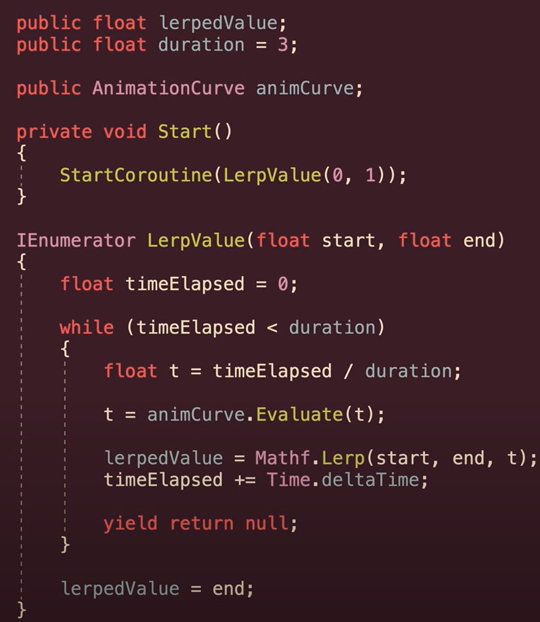 public float lerpedValue;
public float duration = 3;
public AnimationCurve animCurve;
private void Start()
{
StartCoroutine(LerpValue(0, 1));
}
IEnumerator LerpValue(float start, float end)
{
float timeElapsed = 0;
while (timeElapsed < duration)
{
float t = timeElapsed / duration;
t = animCurve.Evaluate(t);
lerpedValue = Mathf.Lerp(start, end, t);
timeElapsed += Time.deltaTime;
yield return null;
}
lerpedValue = end;
}